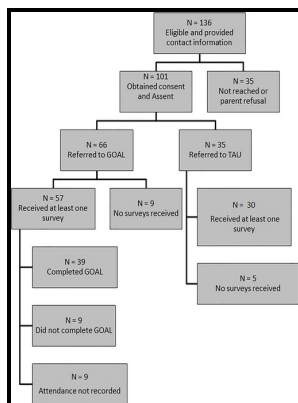 N = 136
Eligible and provided
contact information
N = 101
Obtained consent
and Assent
N = 35
Not reached or
parent refusal
N = 66
Referred to GOAL
N = 35
Referred to TAU
N = 57
Received at least one
survey
N = 9
No surveys received
N = 30
Received at least one
survey
N = 39
Completed GOAL
N = 5
No surveys received
N = 9
Did not complete GOAL
N = 9
Attendance not recorded